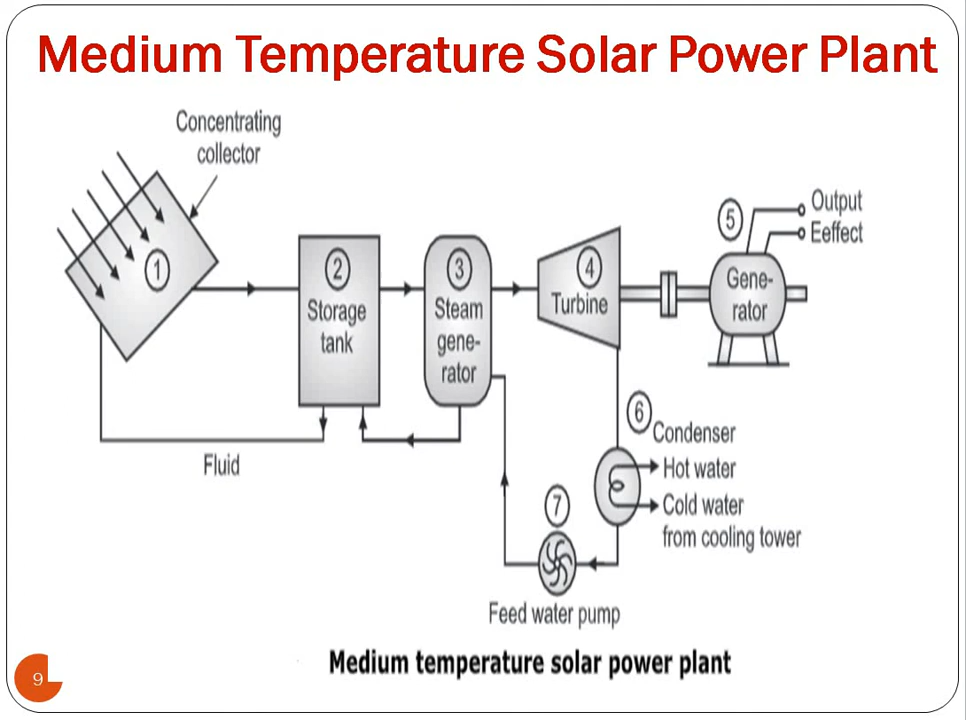 Medium Temperature Solar Power Plant
Concentrating
collector
1
2
Storage
tank
3
Steam
gene-
rator
4
Turbine
5
Output
Eeffect
Gene-
rator
Fluid
6
Condenser
Hot water
Cold water
from cooling tower
7
Feed water pump
Medium temperature solar power plant
9